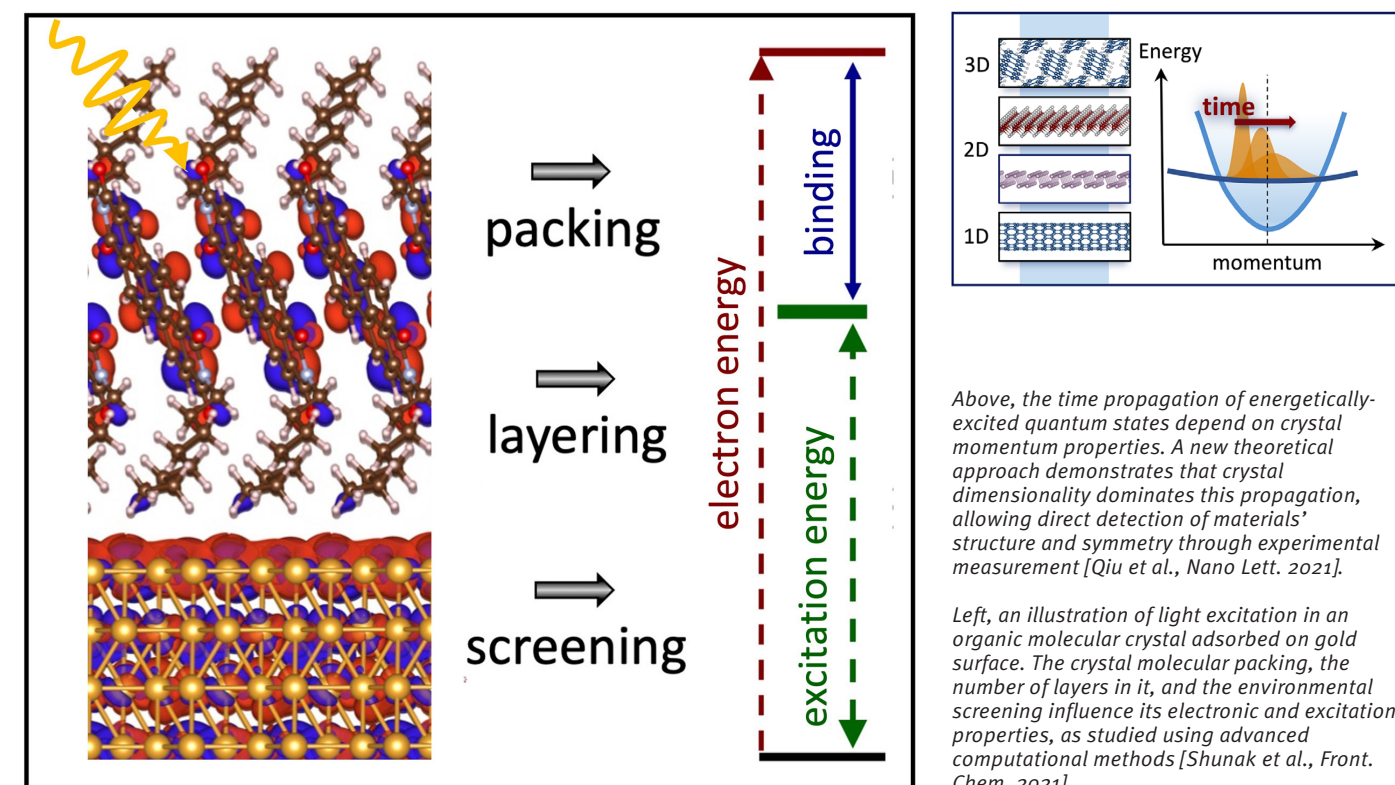 packing
layering
screening
electron energy
binding
excitation energy
3D
2D
1D
Energy
time
momentum
Above, the time propagation of energetically-
excited quantum states depend on crystal
momentum properties. A new theoretical
approach demonstrates that crystal
dimensionality dominates this propagation,
allowing direct detection of materials'
structure and symmetry through experimental
measurement [Qiu et al., Nano Lett. 2021].
Left, an illustration of light excitation in an
organic molecular crystal adsorbed on gold
surface. The crystal molecular packing, the
number of layers in it, and the environmental
screening influence its electronic and excitation
properties, as studied using advanced
computational methods [Shunak et al., Front.
Chem. 2021]